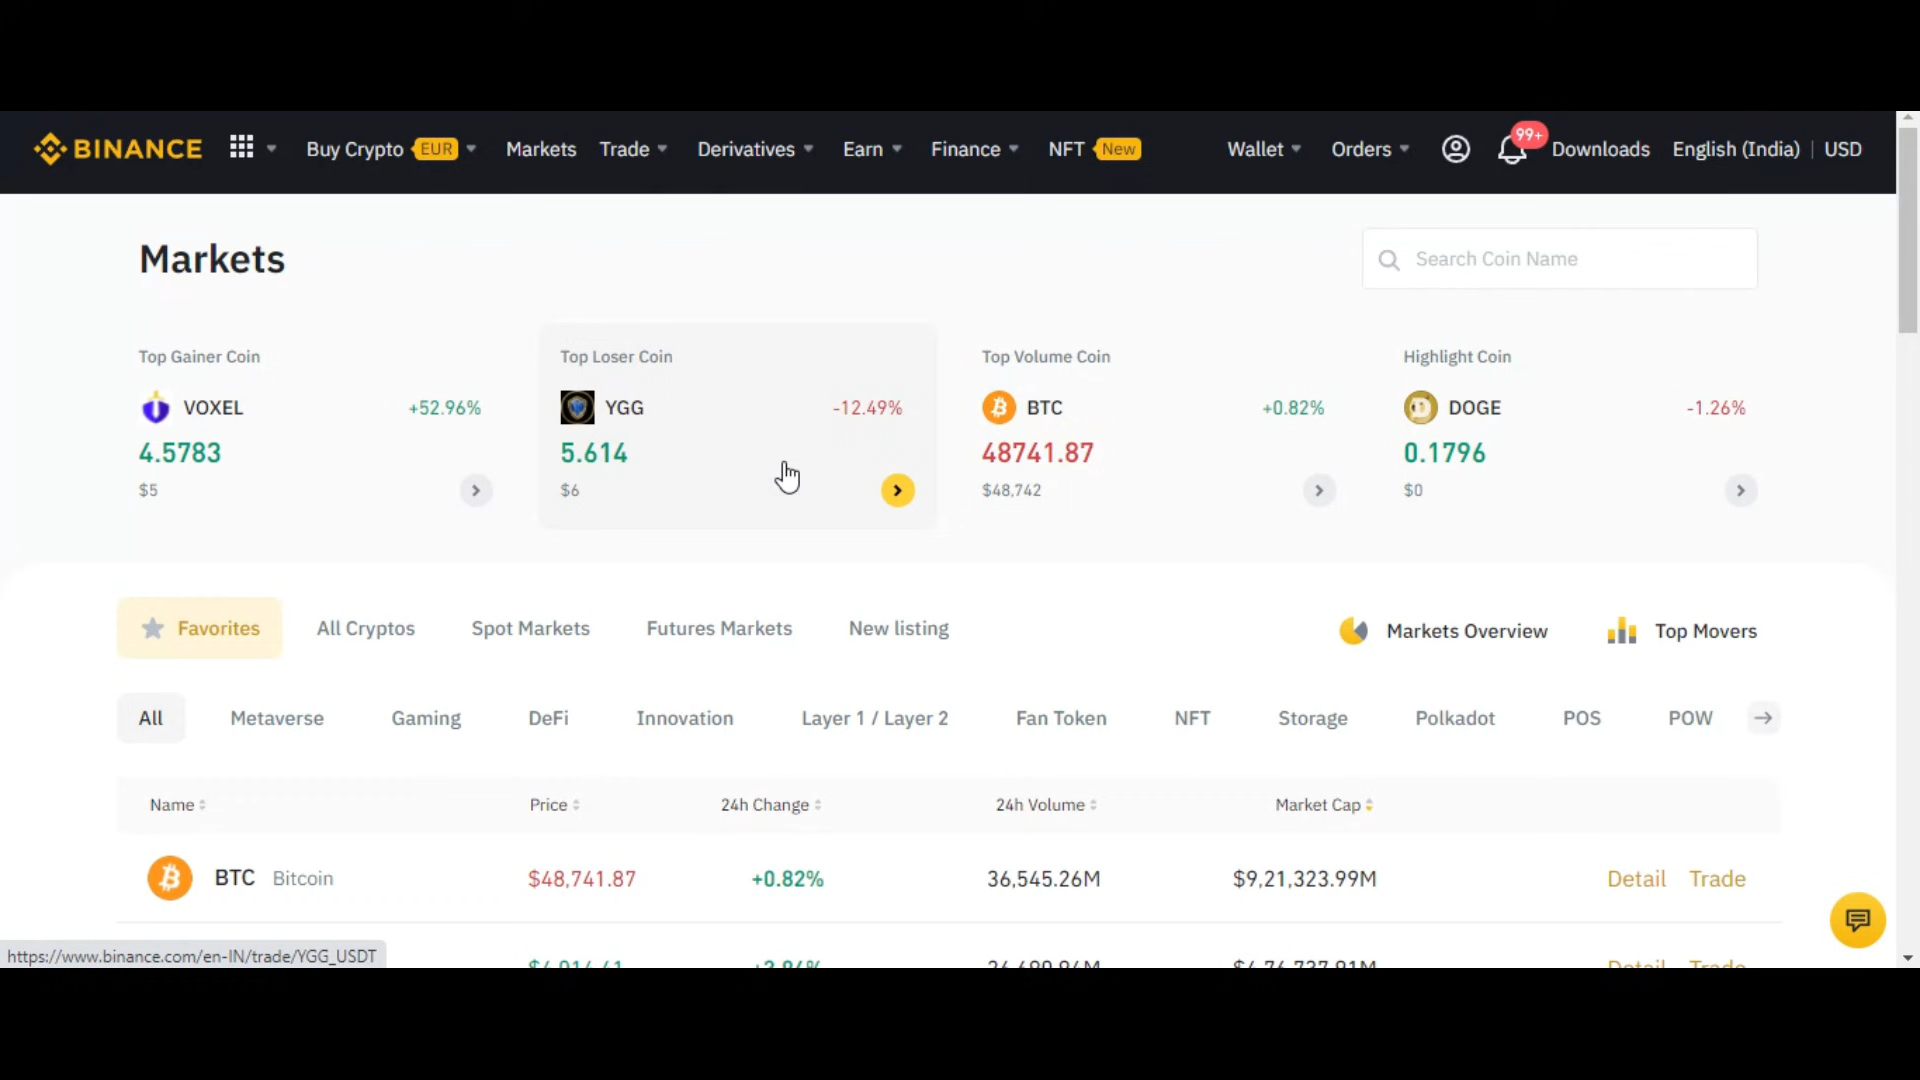 BINANCE Buy Crypto EUR Markets Trade Derivatives Earn Finance NFT New Wallet Orders 99+ Downloads English (India) | USD
Markets
Search Coin Name
Top Gainer Coin Top Loser Coin Top Volume Coin Highlight Coin
VOXEL +52.96% YGG -12.49% BTC +0.82% DOGE -1.26%
4.5783 5.614 48741.87 0.1796
$5 $6 $48,742 $0
Favorites All Cryptos Spot Markets Futures Markets New listing Markets Overview Top Movers
All Metaverse Gaming DeFi Innovation Layer 1 / Layer 2 Fan Token NFT Storage Polkadot POS POW
Name Price 24h Change 24h Volume Market Cap
BTC Bitcoin $48,741.87 +0.82% 36,545.26M $9,21,323.99M Detail Trade
https://www.binance.com/en-IN/trade/YGG_USDT Detail Trade